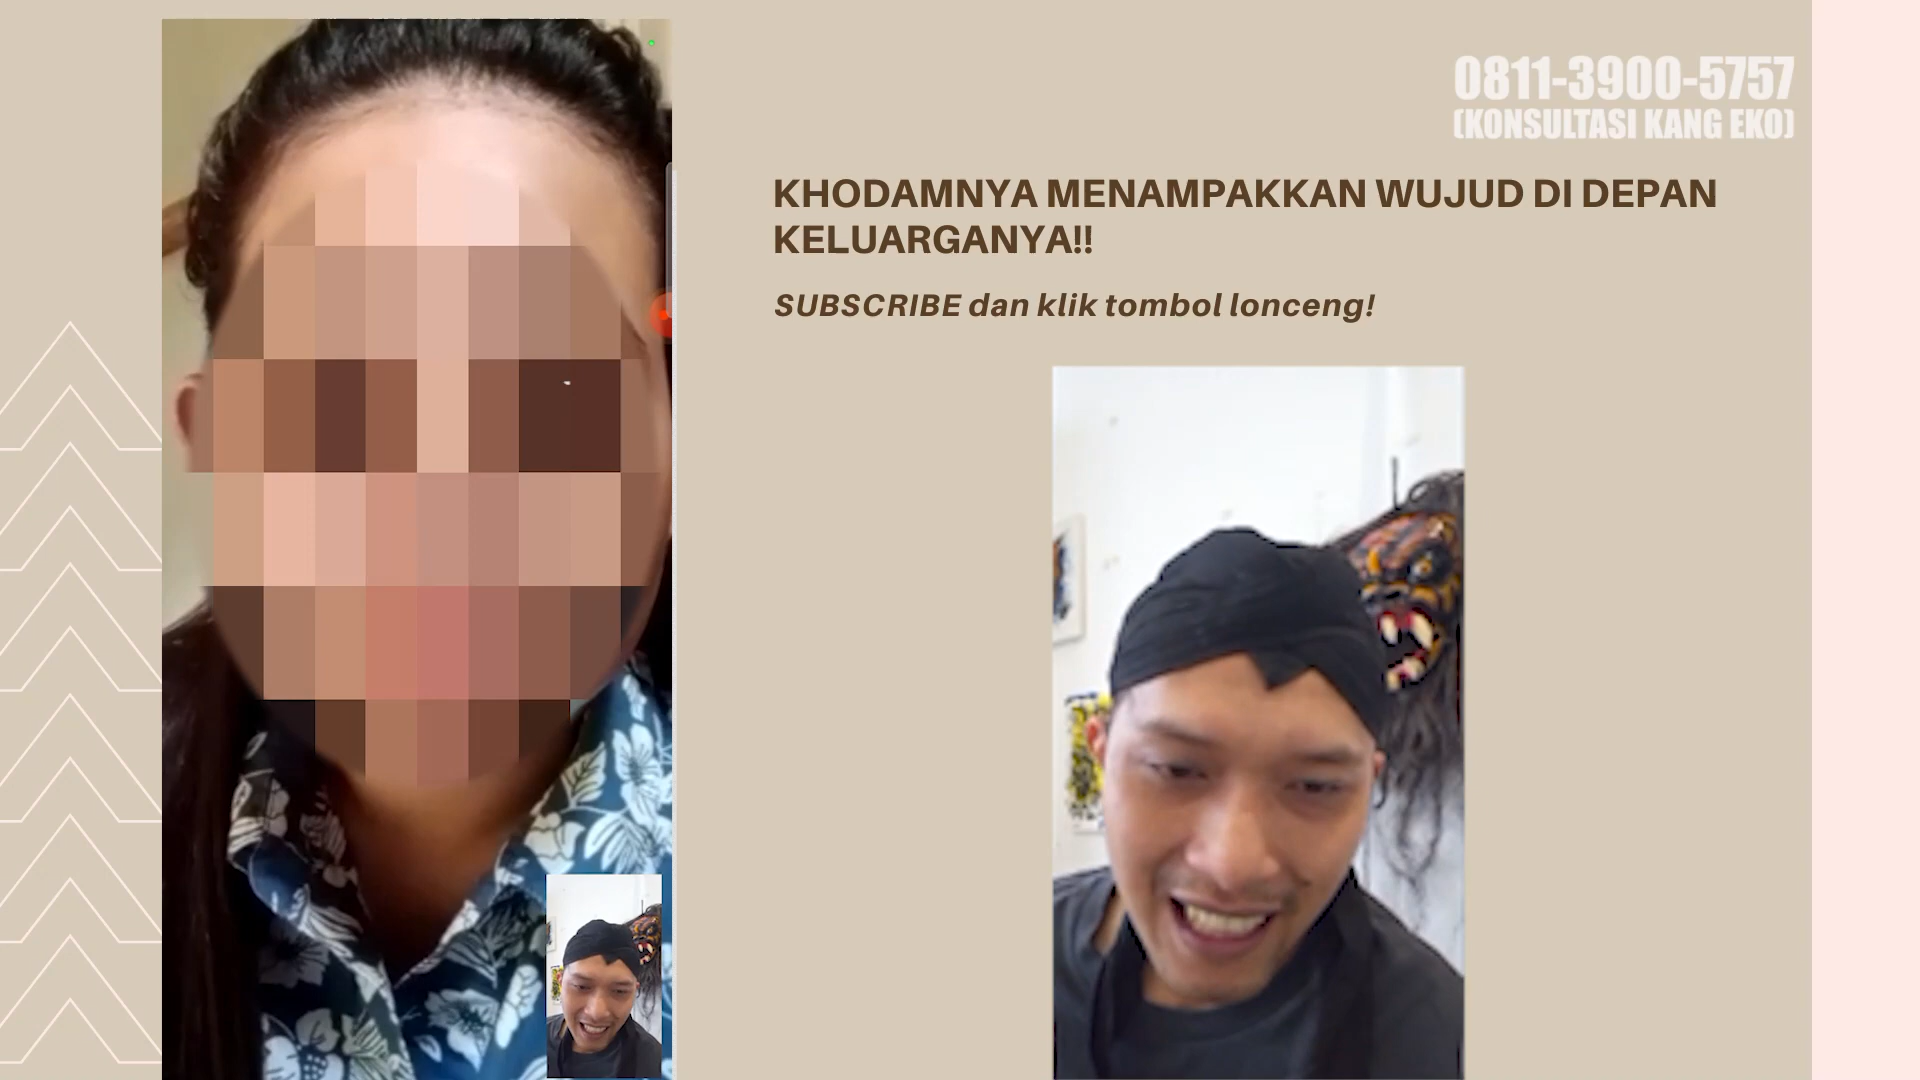 0811-3900-5757
(KONSULTASI KANG EKO)
KHODAMNYA MENAMPAKKAN WUJUD DI DEPAN
KELUARGANYA!!
SUBSCRIBE dan klik tombol lonceng!